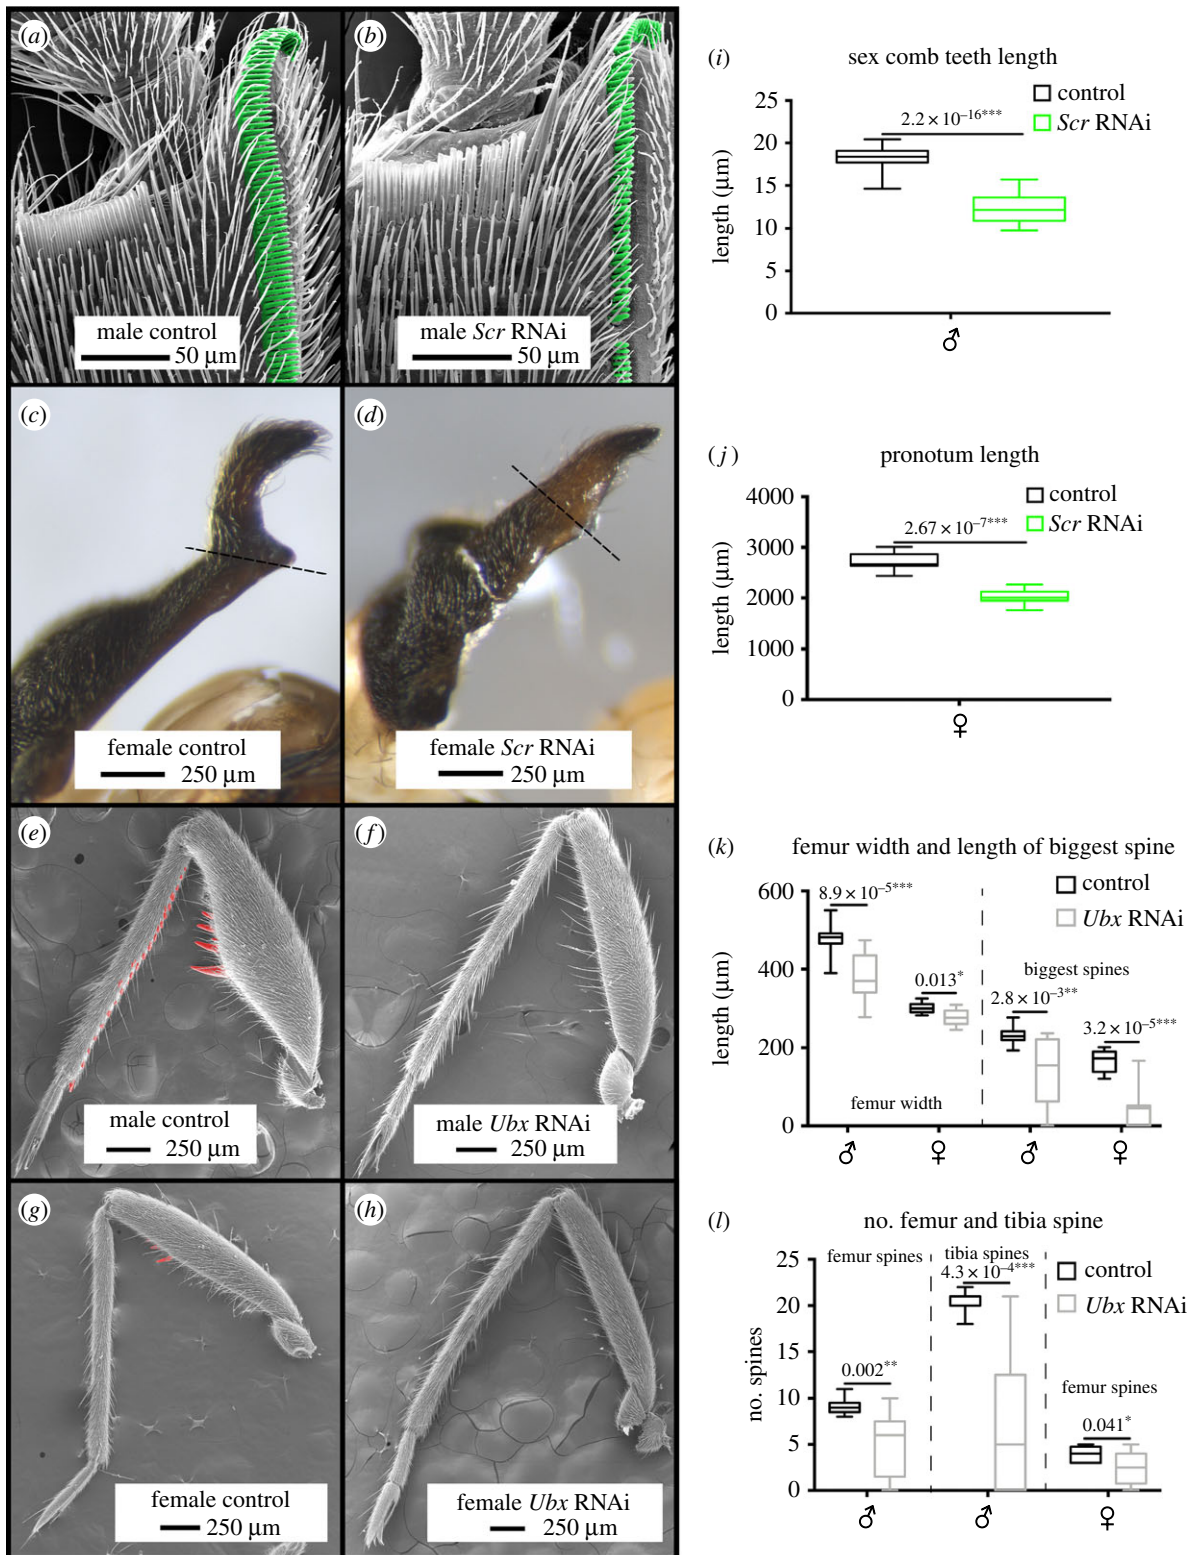 (a)
male control
50 µm
(b)
male Scr RNAi
50 µm
(c)
female control
250 µm
(d)
female Scr RNAi
250 µm
(e)
male control
250 µm
(f)
male Ubx RNAi
250 µm
(g)
female control
250 µm
(h)
female Ubx RNAi
250 µm
(i) sex comb teeth length
control
Scr RNAi
2.2 × 10⁻¹⁶***
length (µm)
25
20
15
10
5
0
♂
(j) pronotum length
control
Scr RNAi
2.67 × 10⁻⁷***
length (µm)
4000
3000
2000
1000
0
♀
(k) femur width and length of biggest spine
control
Ubx RNAi
8.9 × 10⁻⁵***
0.013*
biggest spines
2.8 × 10⁻³**
3.2 × 10⁻⁵***
length (µm)
600
400
200
0
femur width
♂ ♀ ♂ ♀
(l) no. femur and tibia spine
control
Ubx RNAi
femur spines
tibia spines
4.3 × 10⁻⁴***
0.002**
femur spines
0.041*
no. spines
25
20
15
10
5
0
♂ ♂ ♀